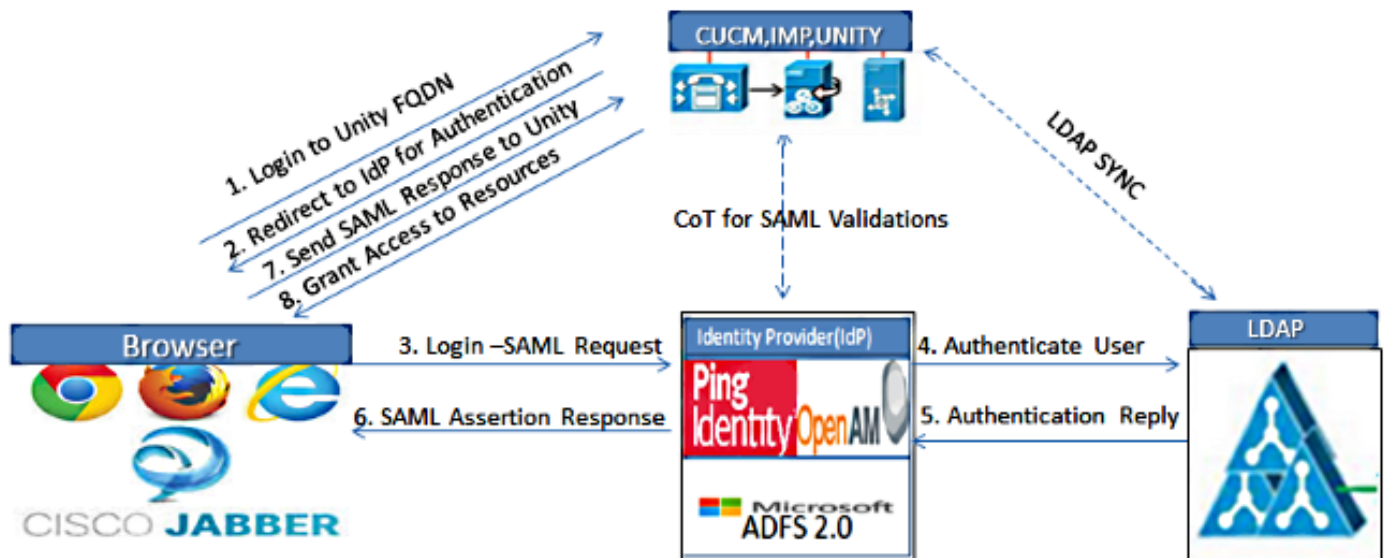 CUCM,IMP,UNITY
1. Login to Unity FQDN
2. Redirect to IdP for Authentication
7. Send SAML Response to Unity
8. Grant Access to Resources
LDAP SYNC
CoT for SAML Validations
Browser
3. Login –SAML Request
Identity Provider(IdP)
4. Authenticate User
LDAP
Ping
Identity
OpenAM
6. SAML Assertion Response
5. Authentication Reply
CISCO JABBER
Microsoft
ADFS 2.0